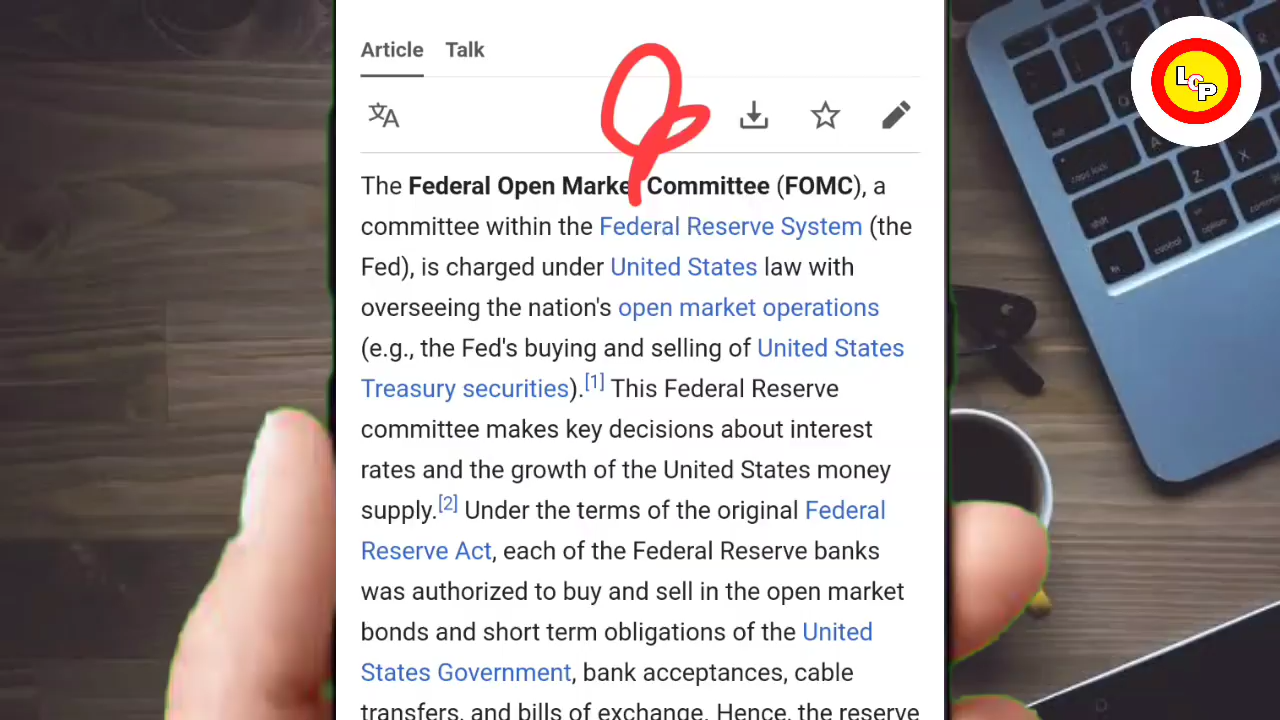 Article Talk
LCP
The Federal Open Market Committee (FOMC), a
committee within the Federal Reserve System (the
Fed), is charged under United States law with
overseeing the nation's open market operations
(e.g., the Fed's buying and selling of United States
Treasury securities).[1] This Federal Reserve
committee makes key decisions about interest
rates and the growth of the United States money
supply.[2] Under the terms of the original Federal
Reserve Act, each of the Federal Reserve banks
was authorized to buy and sell in the open market
bonds and short term obligations of the United
States Government, bank acceptances, cable
transfers, and bills of exchange. Hence, the reserve